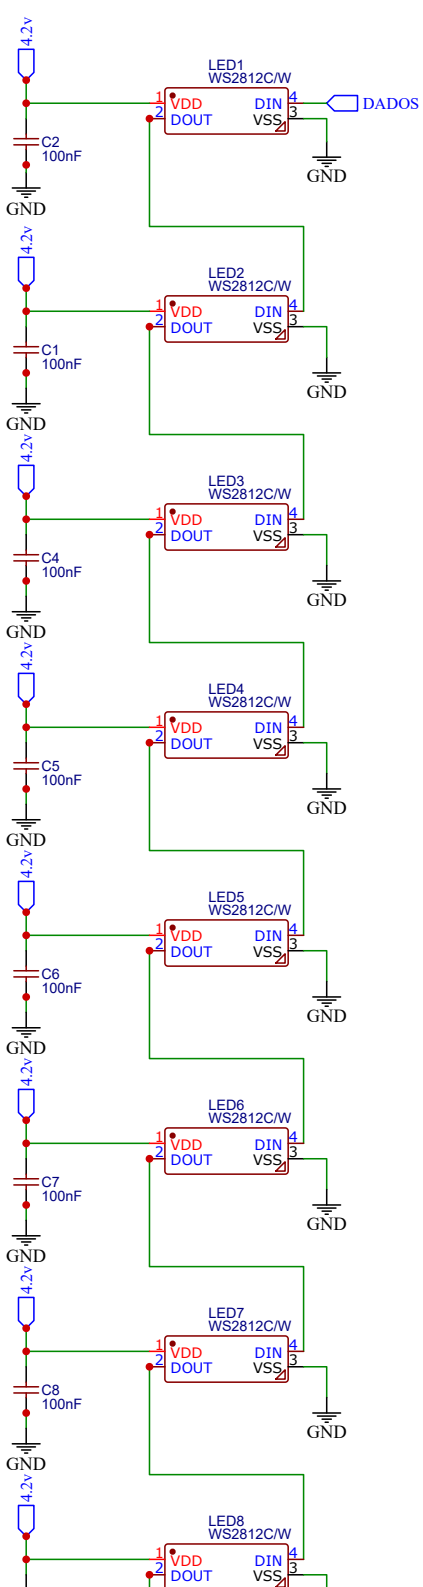 4.2v
LED1
WS2812C/W
1 VDD DIN 4
2 DOUT VSS 3
DADOS
C2
100nF
GND
GND
4.2v
LED2
WS2812C/W
1 VDD DIN 4
2 DOUT VSS 3
C1
100nF
GND
GND
4.2v
LED3
WS2812C/W
1 VDD DIN 4
2 DOUT VSS 3
C4
100nF
GND
GND
4.2v
LED4
WS2812C/W
1 VDD DIN 4
2 DOUT VSS 3
C5
100nF
GND
GND
4.2v
LED5
WS2812C/W
1 VDD DIN 4
2 DOUT VSS 3
C6
100nF
GND
GND
4.2v
LED6
WS2812C/W
1 VDD DIN 4
2 DOUT VSS 3
C7
100nF
GND
GND
4.2v
LED7
WS2812C/W
1 VDD DIN 4
2 DOUT VSS 3
C8
100nF
GND
GND
4.2v
LED8
WS2812C/W
1 VDD DIN 4
2 DOUT VSS 3